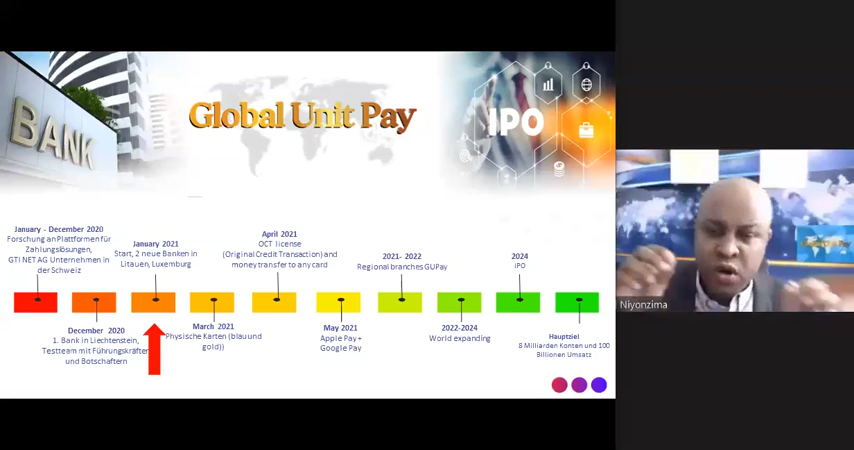 BANK
Global Unit Pay
IPO
January - December 2020
Forschung an Plattformen für
Zahlungslösungen,
GTI NET AG Unternehmen in
der Schweiz
January 2021
Start, 2 neue Banken in
Litauen, Luxemburg
April 2021
OCT license
(Original Credit Transaction) and
money transfer to any card
2021- 2022
Regional branches GUPay
2024
IPO
December 2020
1. Bank in Liechtenstein,
Testteam mit Führungskräften
und Botschaftern
March 2021
Physische Karten (blau und
gold))
May 2021
Apple Pay +
Google Pay
2022-2024
World expanding
Hauptziel
8 Milliarden Konten und 100
Billionen Umsatz
Global Unit Pay
Niyonzima